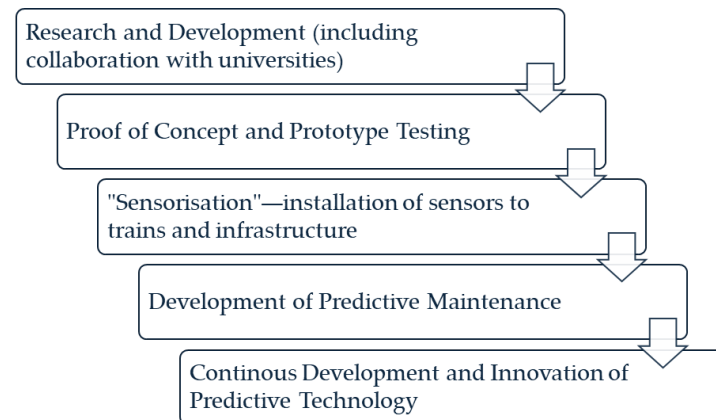 Research and Development (including
collaboration with universities)
Proof of Concept and Prototype Testing
"Sensorisation"—installation of sensors to
trains and infrastructure
Development of Predictive Maintenance
Continous Development and Innovation of
Predictive Technology